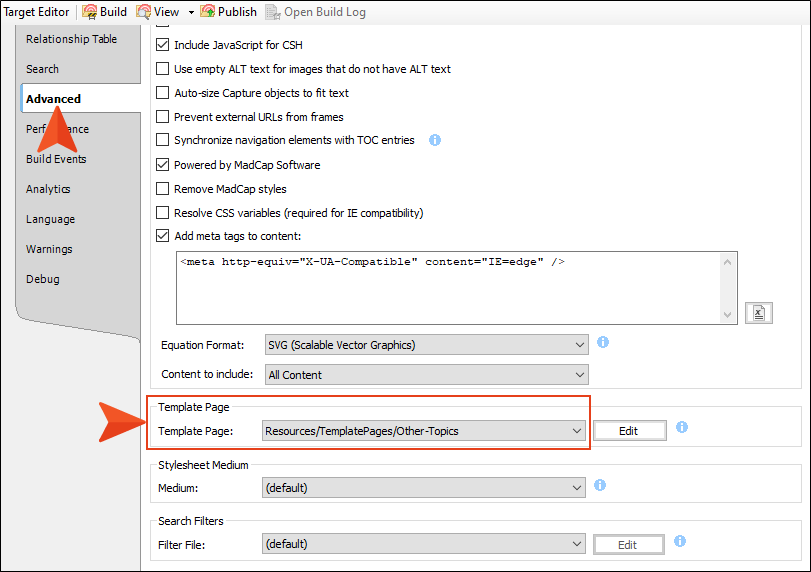 Target Editor Build View Publish Open Build Log
Relationship Table
Search
Advanced
Build Events
Analytics
Language
Warnings
Debug
Include JavaScript for CSH
Use empty ALT text for images that do not have ALT text
Auto-size Capture objects to fit text
Prevent external URLs from frames
Synchronize navigation elements with TOC entries
Powered by MadCap Software
Remove MadCap styles
Resolve CSS variables (required for IE compatibility)
Add meta tags to content:
<meta http-equiv="X-UA-Compatible" content="IE=edge" />
Equation Format: SVG (Scalable Vector Graphics)
Content to include: All Content
Template Page
Template Page: Resources/TemplatePages/Other-Topics Edit
Stylesheet Medium
Medium: (default)
Search Filters
Filter File: (default) Edit